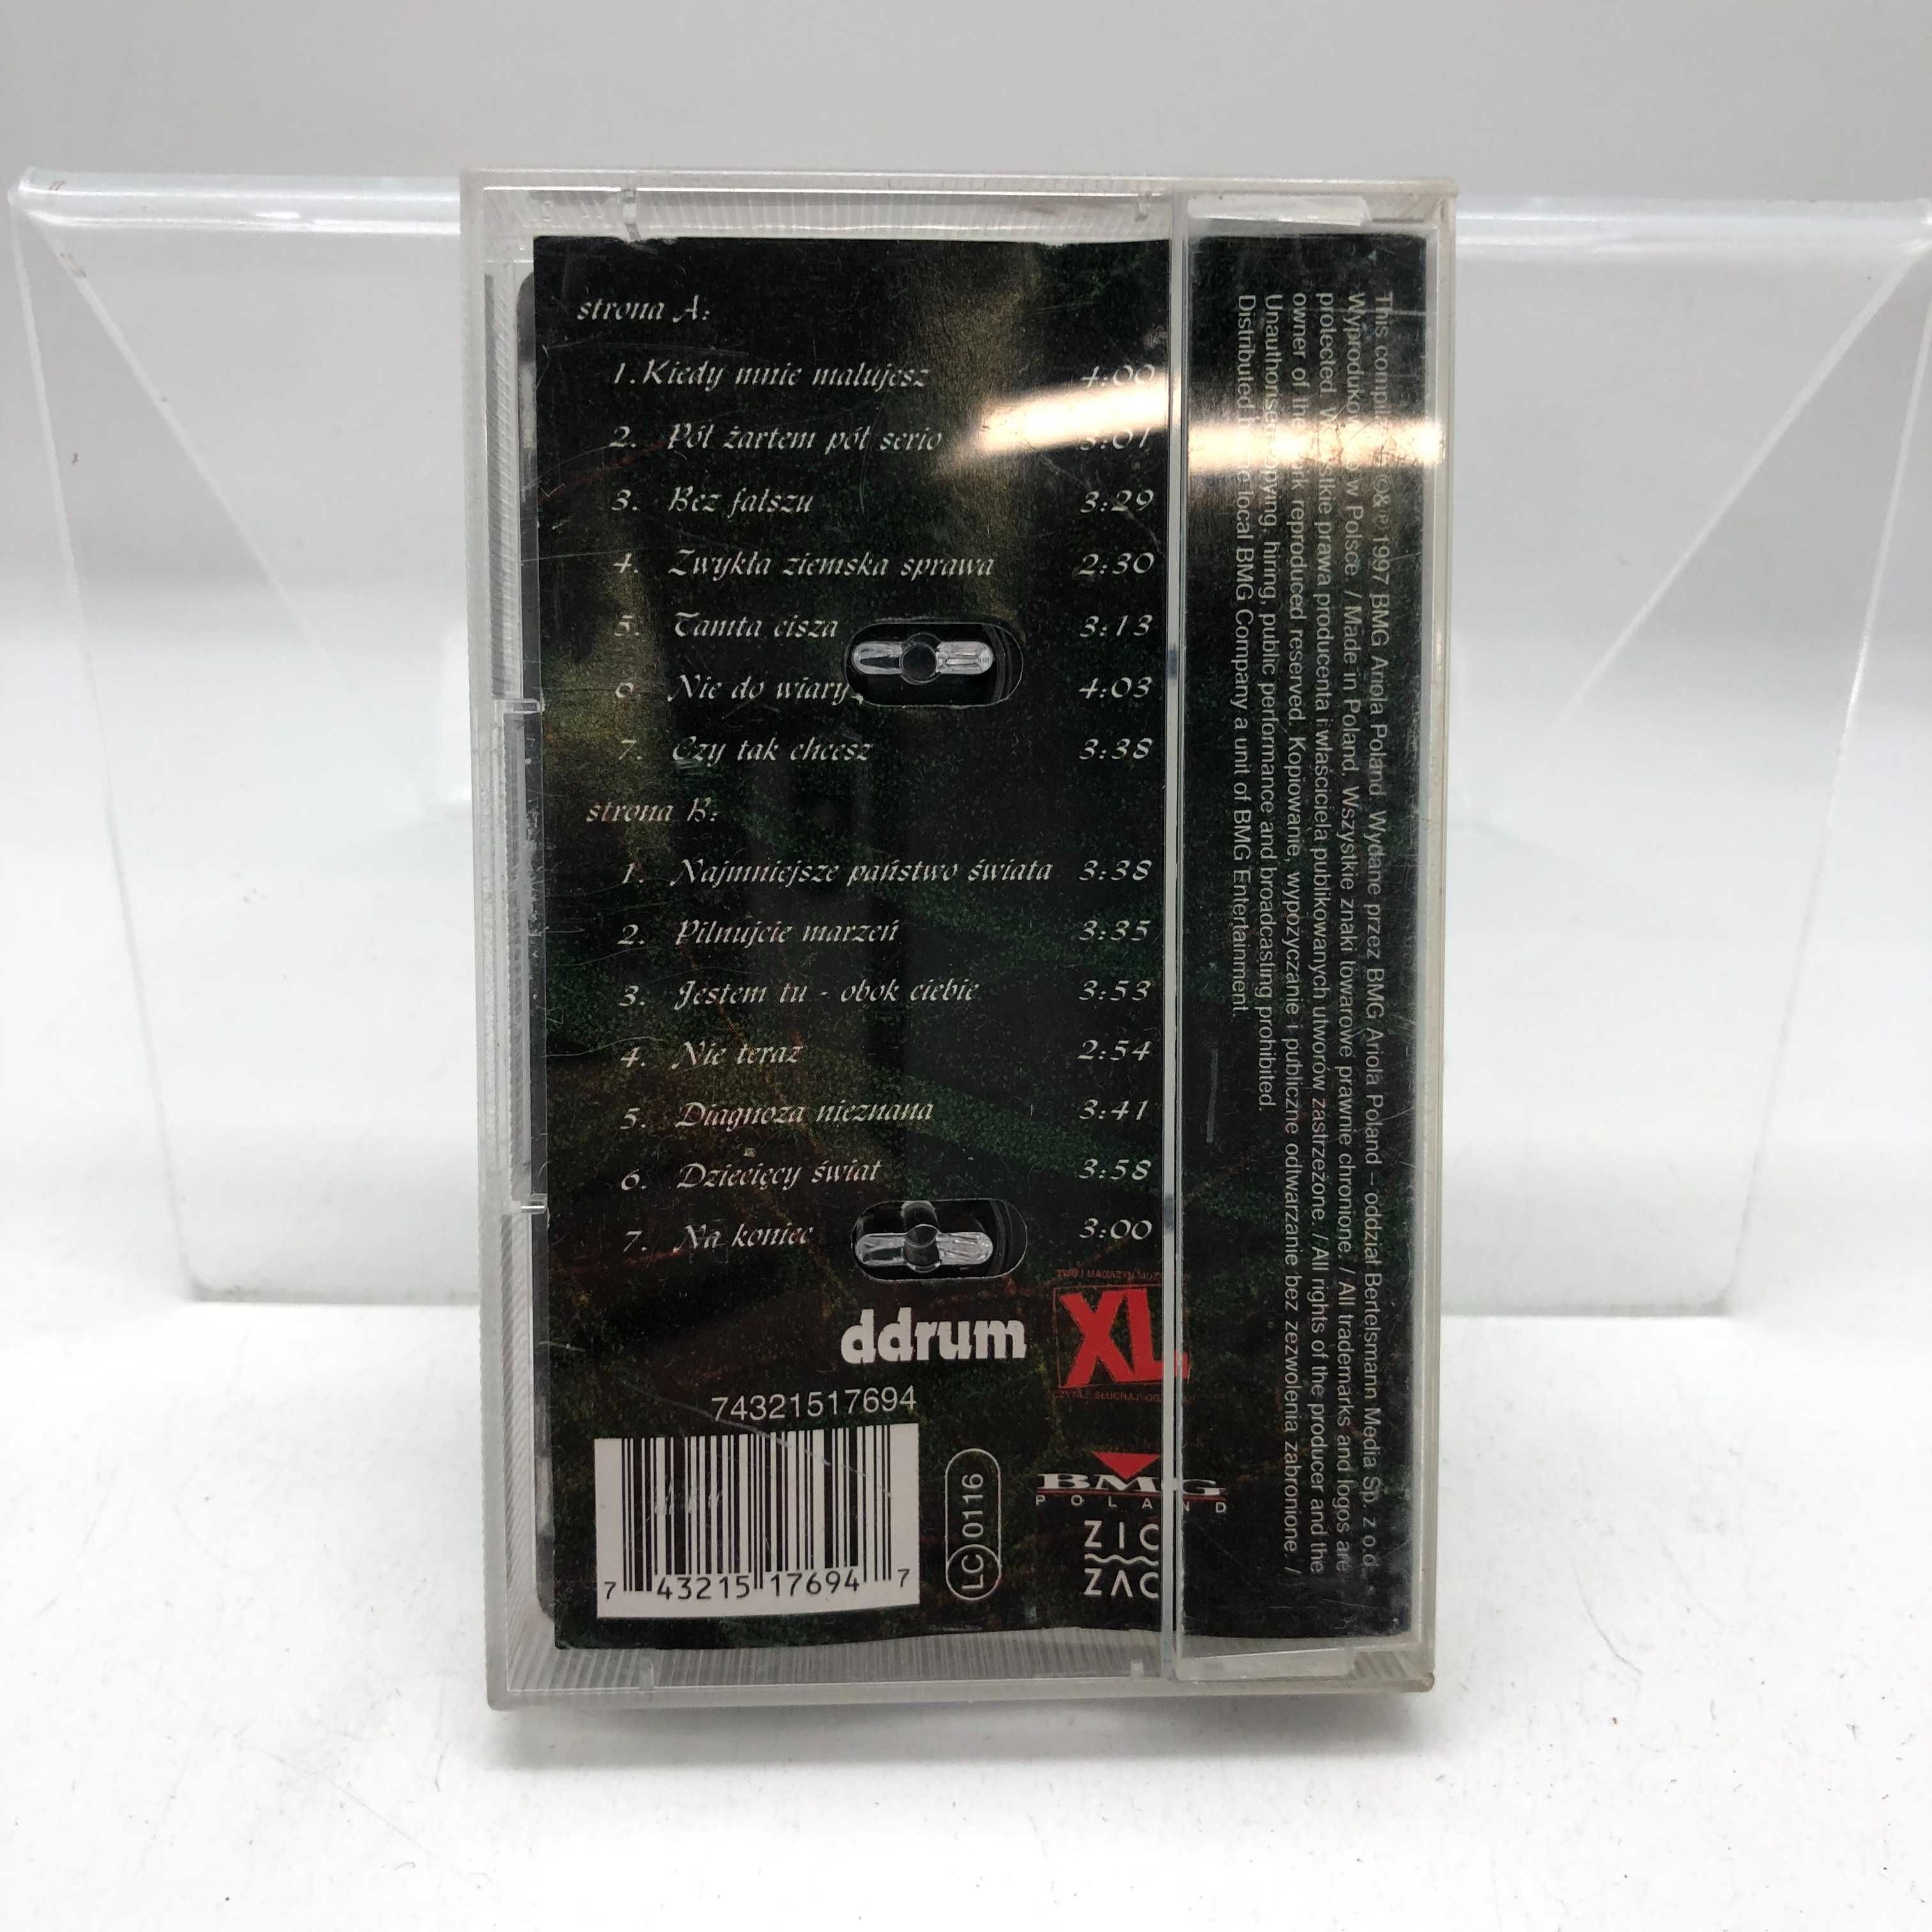 strona A:
1. Kiedy mnie malujesz 4:00
2. Pół żartem pół serio 3:01
3. Bez fałszu 3:29
4. Zwykła ziemska sprawa 2:30
5. Tamta cisza 3:13
6 Nie do wiary 4:03
7. Czy tak chcesz 3:38
strona B:
1. Najmniejsze państwo świata 3:38
2. Pilnujcie marzeń 3:35
3. Jestem tu - obok ciebie 3:53
4. Nie teraz 2:54
5. Diagnoza nieznana 3:41
6. Dziecięcy świat 3:58
7. Na koniec 3:00
TWÓJ MAGAZYN
XL
ddrum
74321517694
7 43215 17694 7
LC 0116
BMG
POLAND
ZIC
ZAC
This ©&℗ 1997 BMG Ariola Poland. Wydane przez BMG Ariola Poland – oddział Bertelsmann Media Sp. z o.o.
w Polsce. / Made in Poland, Wszystkie znaki towarowe prawnie chronione. / All trademarks and logos are
protected. prawa producenta i właściciela publikowanych utworów zastrzeżone. / All rights of the producer and the
owner of the work reproduced reserved. Kopiowanie, wypożyczanie i publiczne odtwarzanie bez zezwolenia zabronione. /
Unauthorised copying, hiring, public performance and broadcasting prohibited.
Distributed local BMG Company a unit of BMG Entertainment.